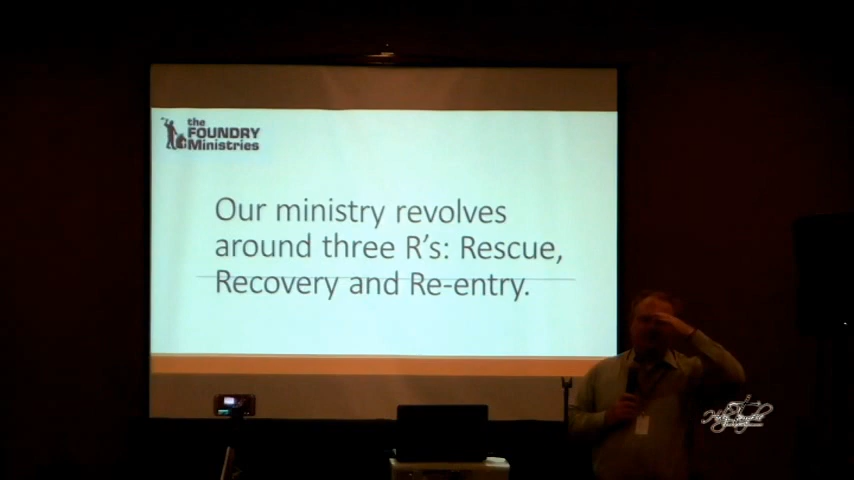 the
FOUNDRY
Ministries
Our ministry revolves
around three R's: Rescue,
Recovery and Re-entry.